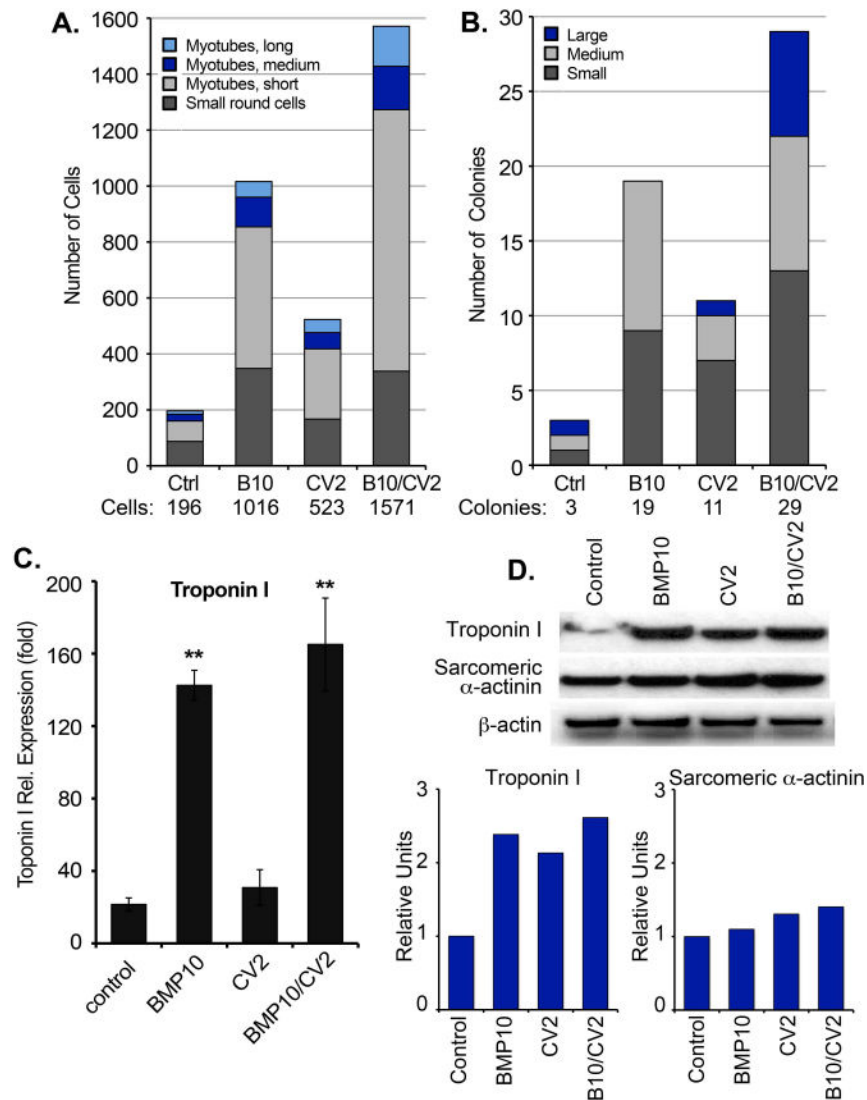 A.
1600
1400
1200
1000
800
600
400
200
0
Number of Cells
Myotubes, long
Myotubes, medium
Myotubes, short
Small round cells
Ctrl B10 CV2 B10/CV2
Cells: 196 1016 523 1571
B.
30
25
20
15
10
5
0
Number of Colonies
Large
Medium
Small
Ctrl B10 CV2 B10/CV2
Colonies: 3 19 11 29
C.
Troponin I
200
160
120
80
40
0
Toponin I Rel. Expression (fold)
**
**
control BMP10 CV2 BMP10/CV2
D.
Control BMP10 CV2 B10/CV2
Troponin I
Sarcomeric
α-actinin
β-actin
Troponin I
3
2
1
0
Relative Units
Control BMP10 CV2 B10/CV2
Sarcomeric α-actinin
3
2
1
0
Relative Units
Control BMP10 CV2 B10/CV2